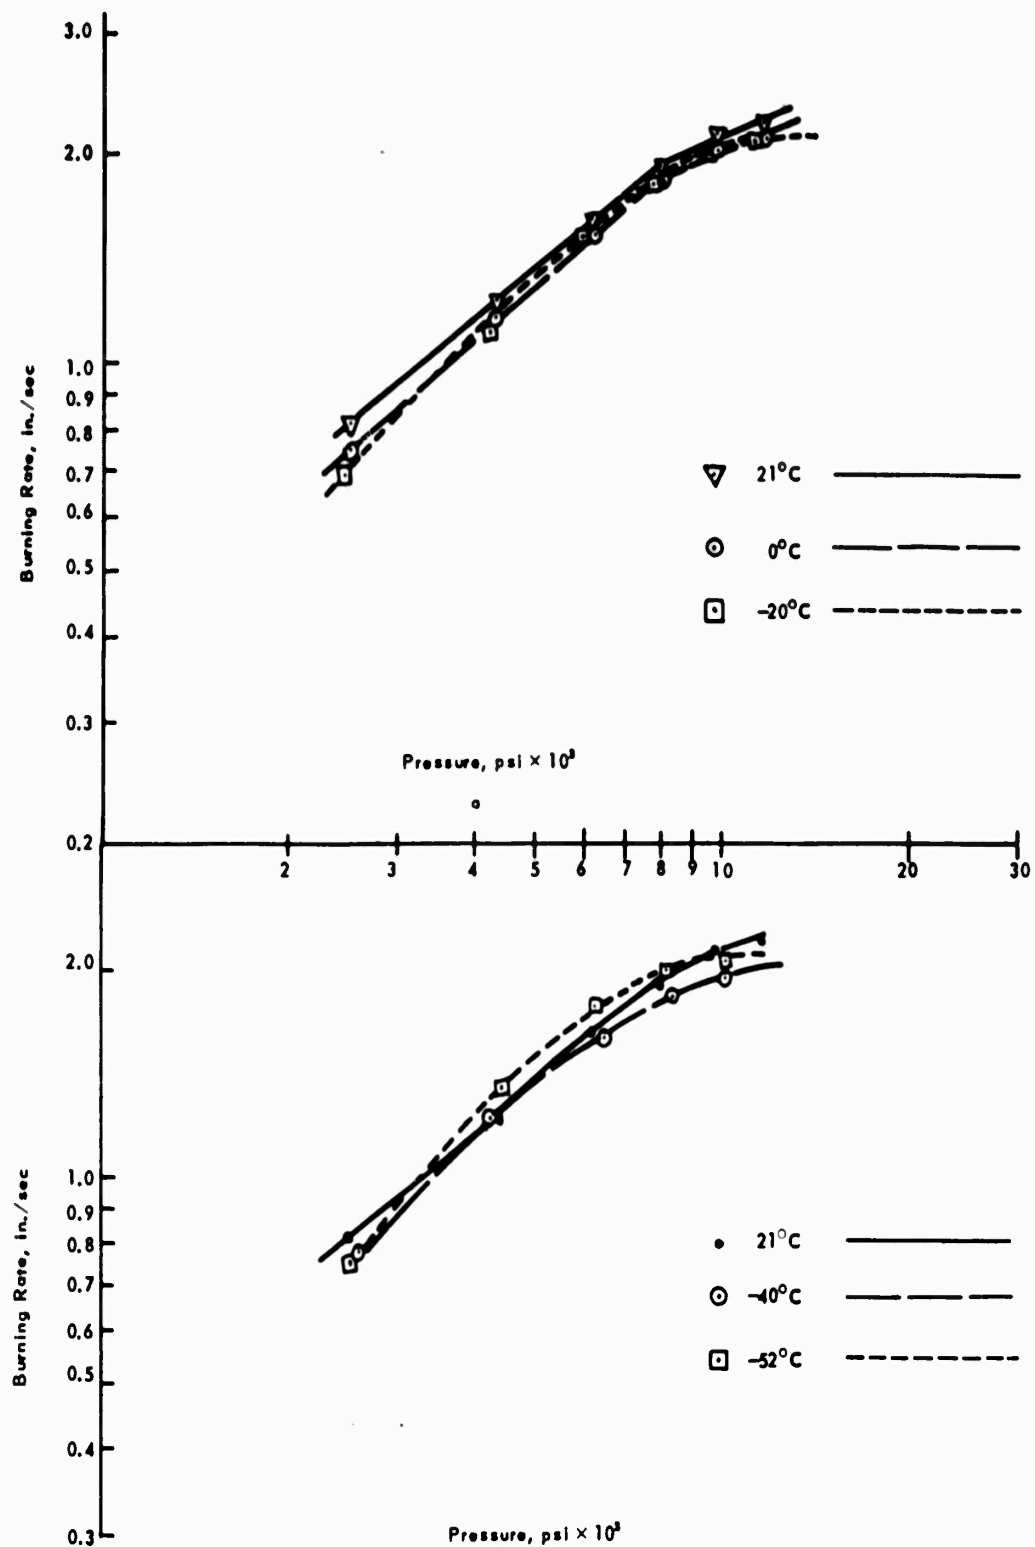 3.0
2.0
1.0
0.9
0.8
0.7
0.6
0.5
0.4
0.3
0.2
Burning Rate, in./sec
21°C
0°C
-20°C
Pressure, psi × 10³
2 3 4 5 6 7 8 9 10 20 30
2.0
1.0
0.9
0.8
0.7
0.6
0.5
0.4
0.3
Burning Rate, in./sec
21°C
-40°C
-52°C
Pressure, psi × 10³